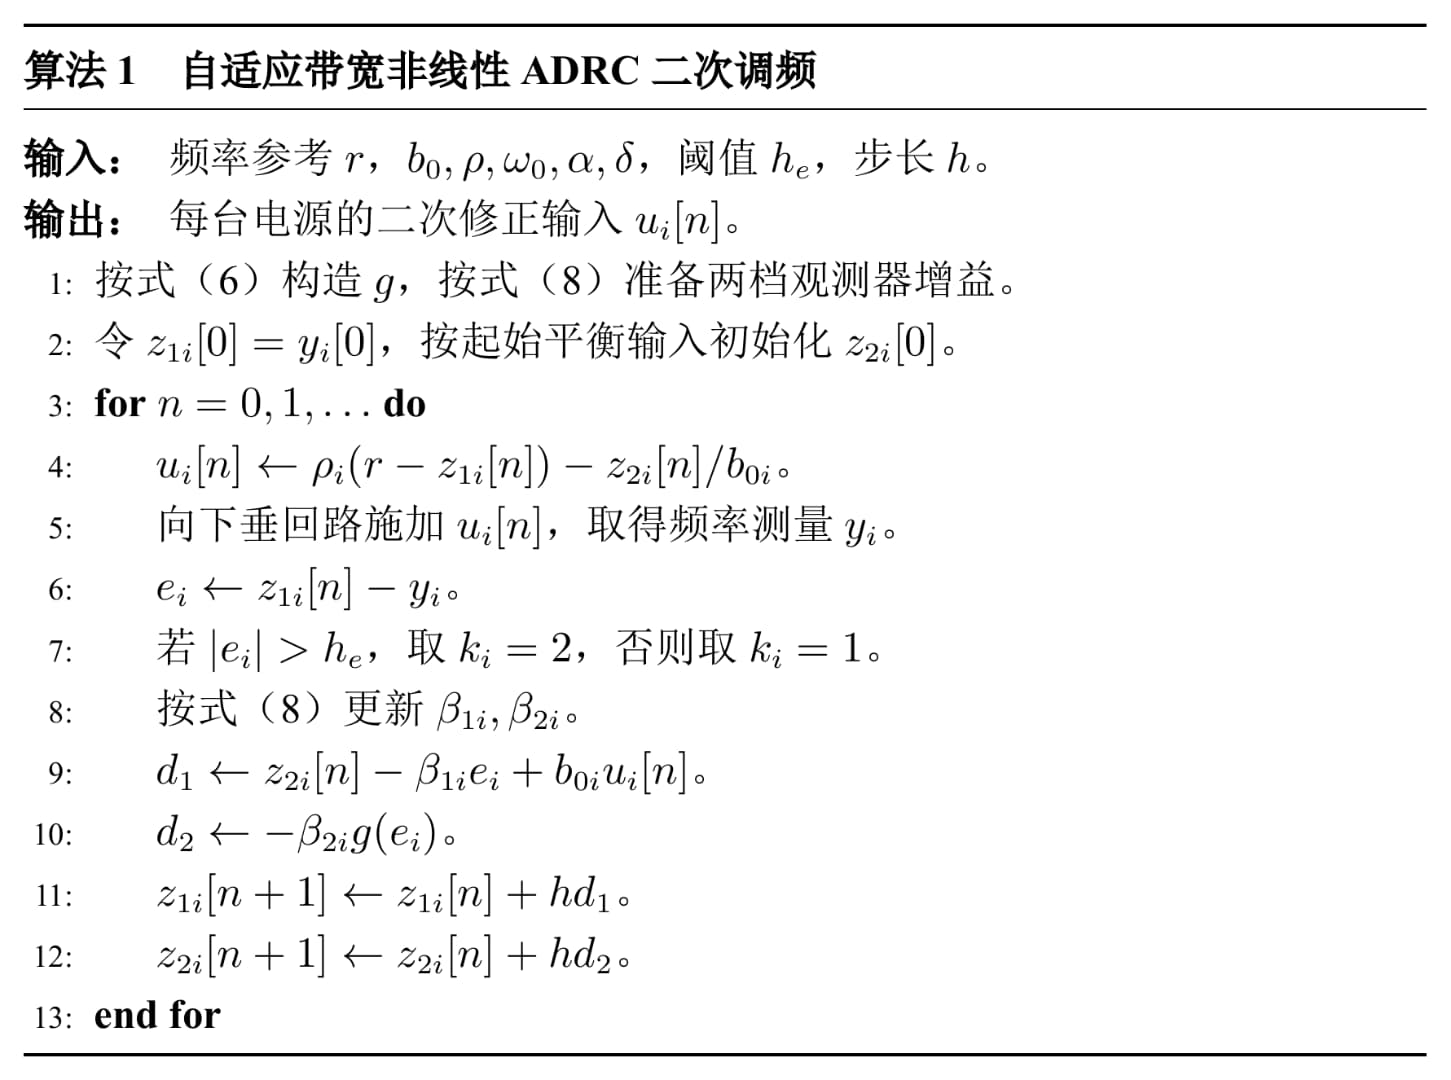 算法 1 自适应带宽非线性 ADRC 二次调频
输入： 频率参考 r，b₀, ρ, ω₀, α, δ，阈值 hₑ，步长 h。
输出： 每台电源的二次修正输入 uᵢ[n]。
1: 按式（6）构造 g，按式（8）准备两档观测器增益。
2: 令 z₁ᵢ[0] = yᵢ[0]，按起始平衡输入初始化 z₂ᵢ[0]。
3: for n = 0, 1, . . . do
4: uᵢ[n] ← ρᵢ(r − z₁ᵢ[n]) − z₂ᵢ[n]/b₀ᵢ。
5: 向下垂回路施加 uᵢ[n]，取得频率测量 yᵢ。
6: eᵢ ← z₁ᵢ[n] − yᵢ。
7: 若 |eᵢ| > hₑ，取 kᵢ = 2，否则取 kᵢ = 1。
8: 按式（8）更新 β₁ᵢ, β₂ᵢ。
9: d₁ ← z₂ᵢ[n] − β₁ᵢeᵢ + b₀ᵢuᵢ[n]。
10: d₂ ← −β₂ᵢg(eᵢ)。
11: z₁ᵢ[n + 1] ← z₁ᵢ[n] + hd₁。
12: z₂ᵢ[n + 1] ← z₂ᵢ[n] + hd₂。
13: end for